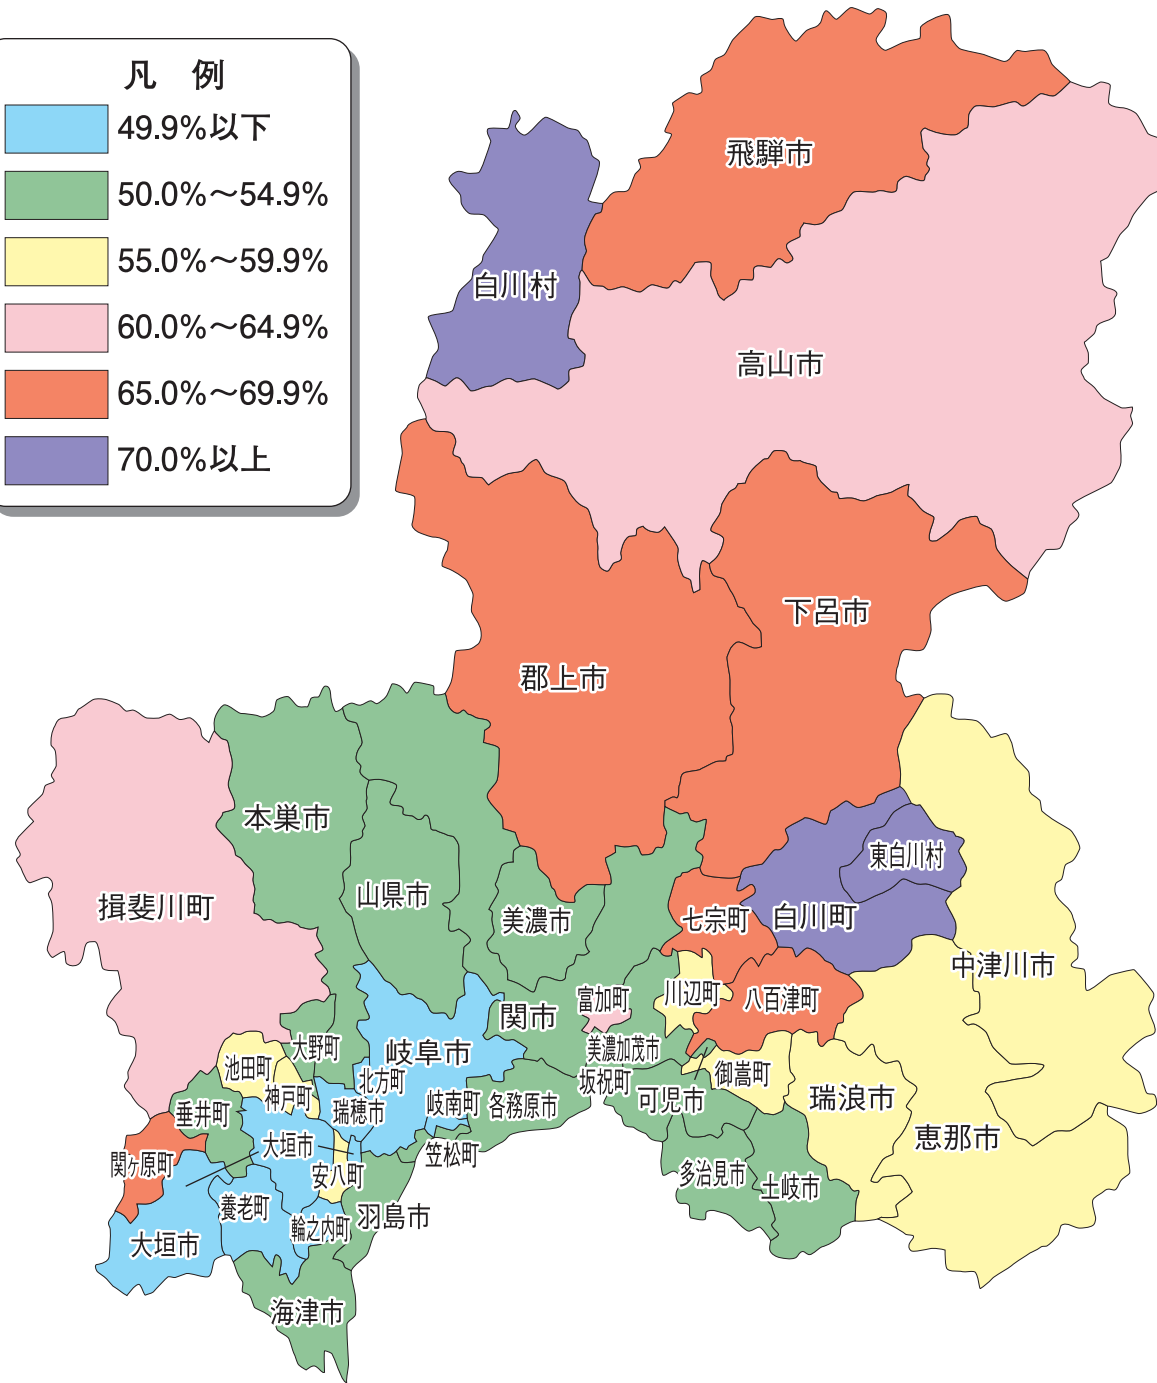 凡 例
49.9%以下
50.0%～54.9%
55.0%～59.9%
60.0%～64.9%
65.0%～69.9%
70.0%以上
飛騨市
白川村
高山市
下呂市
郡上市
本巣市
東白川村
山県市
揖斐川町
美濃市
七宗町
白川町
中津川市
川辺町
八百津町
富加町
関市
大野町
美濃加茂市
岐阜市
池田町
御嵩町
北方町
坂祝町
神戸町
可児市
瑞浪市
岐南町
各務原市
瑞穂市
垂井町
恵那市
大垣市
笠松町
関ヶ原町
安八町
多治見市
土岐市
養老町
羽島市
輪之内町
大垣市
海津市